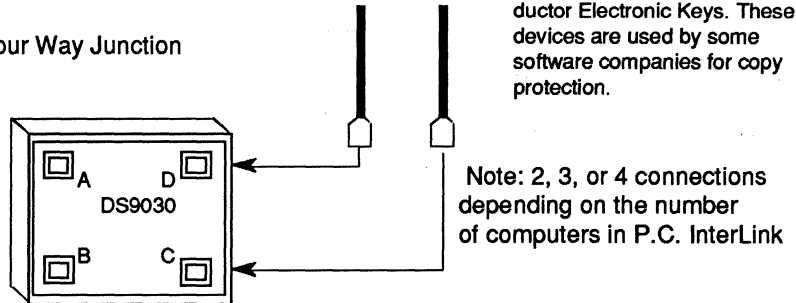 ductor Electronic Keys. These
devices are used by some
software companies for copy
protection.
our Way Junction
A
D
DS9030
B
C
Note: 2, 3, or 4 connections
depending on the number
of computers in P.C. InterLink